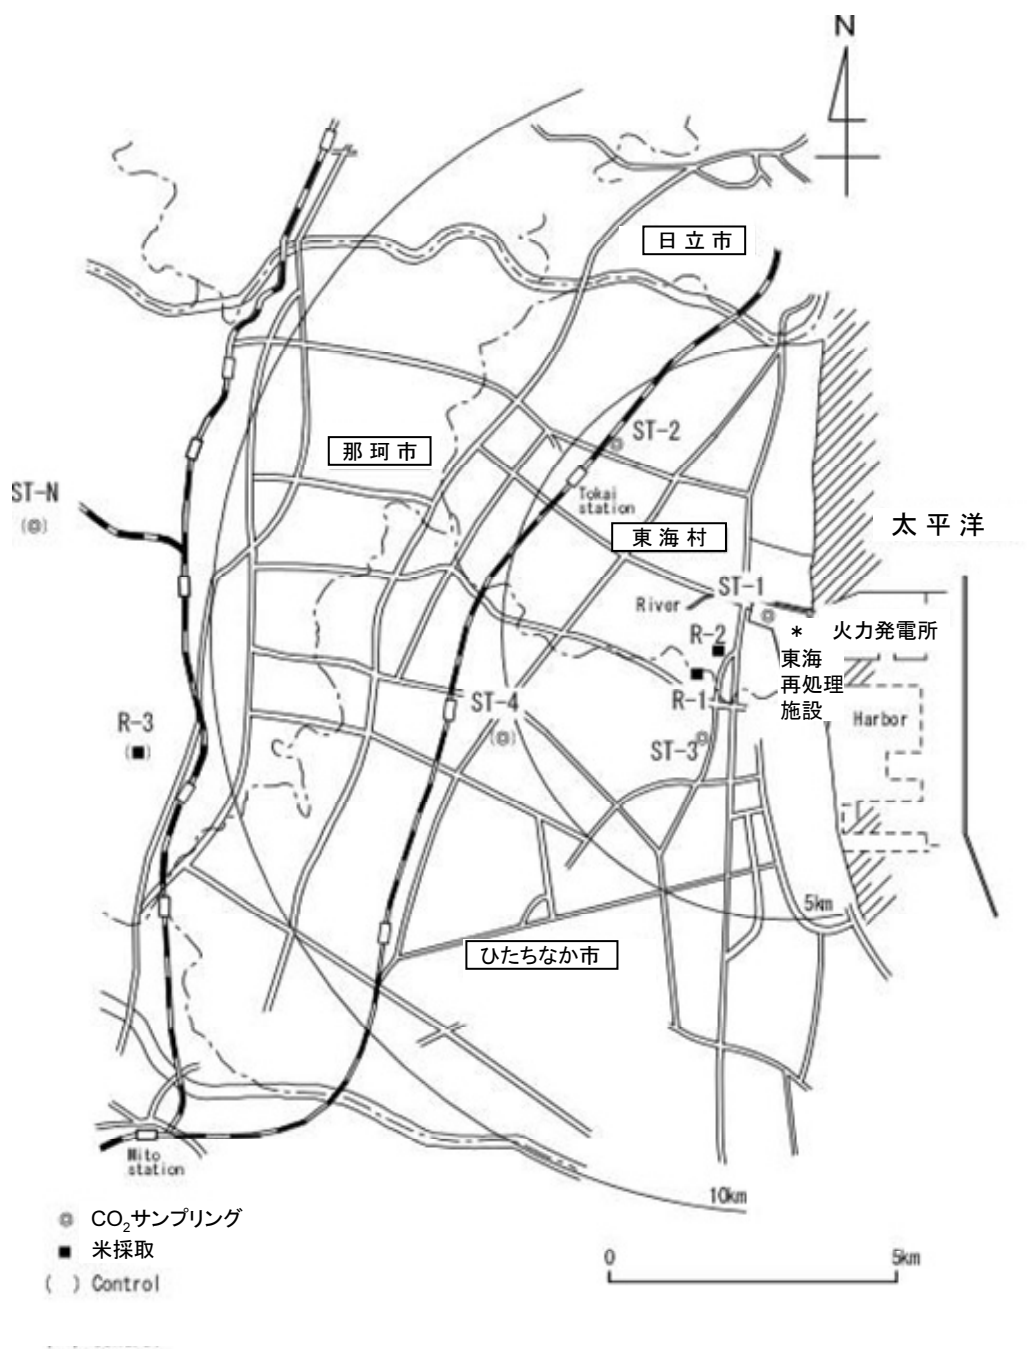 N
日立市
那珂市
ST-2
ST-N
(◎)
Tokai
station
太平洋
東海村
ST-1
River
* 火力発電所
R-2
東海
再処理
施設
R-1
ST-4
(◎)
Harbor
R-3
(■)
ST-3
5km
ひたちなか市
Mito
station
10km
◎ CO₂サンプリング
■ 米採取
( ) Control
0 5km